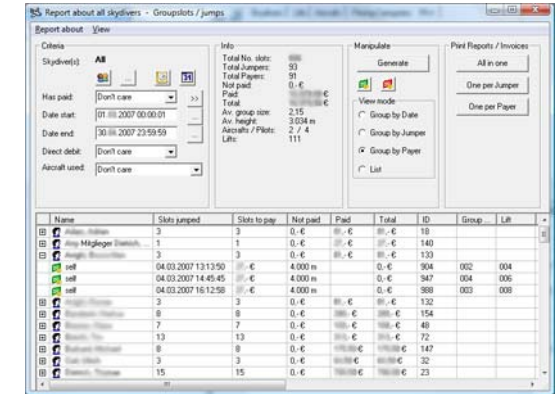 Report about all skydivers - Groupslots / jumps
Report about View
Criteria
Skydiver(s): All
...
Has paid: Don't care >>
Date start: 01. 2007 00:00:01 ...
Date end: 30. 2007 23:59:59 ...
Direct debit: Don't care
Aircraft used: Don't care
Info
Total No. slots:
Total Jumpers: 93
Total Payers: 91
Not paid: 0,- €
Paid: €
Total: €
Av. group size: 2,15
Av. height: 3.034 m
Aircrafts / Pilots: 2 / 4
Lifts: 111
Manipulate
Generate
View mode
Group by Date
Group by Jumper
Group by Payer
List
Print Reports / Invoices
All in one
One per Jumper
One per Payer
Name Slots jumped Slots to pay Not paid Paid Total ID Group ... Lift
3 3 0,- € ,- € ,- € 18
Mitglieger 1 1 0,- € ,- € ,- € 140
3 3 0,- € ,- € ,- € 133
self 04.03.2007 13:13:50 ,- € 4.000 m 0,- € 904 002 004
self 04.03.2007 14:45:45 ,- € 4.000 m 0,- € 947 004 006
self 04.03.2007 16:12:58 ,- € 4.000 m 0,- € 988 003 008
3 3 0,- € ,- € ,- € 132
8 8 0,- € ,- € ,- € 154
7 7 0,- € ,- € ,- € 48
13 13 0,- € ,- € ,- € 72
8 8 0,- € € € 147
3 3 0,- € € € 32
15 15 0,- € € € 23